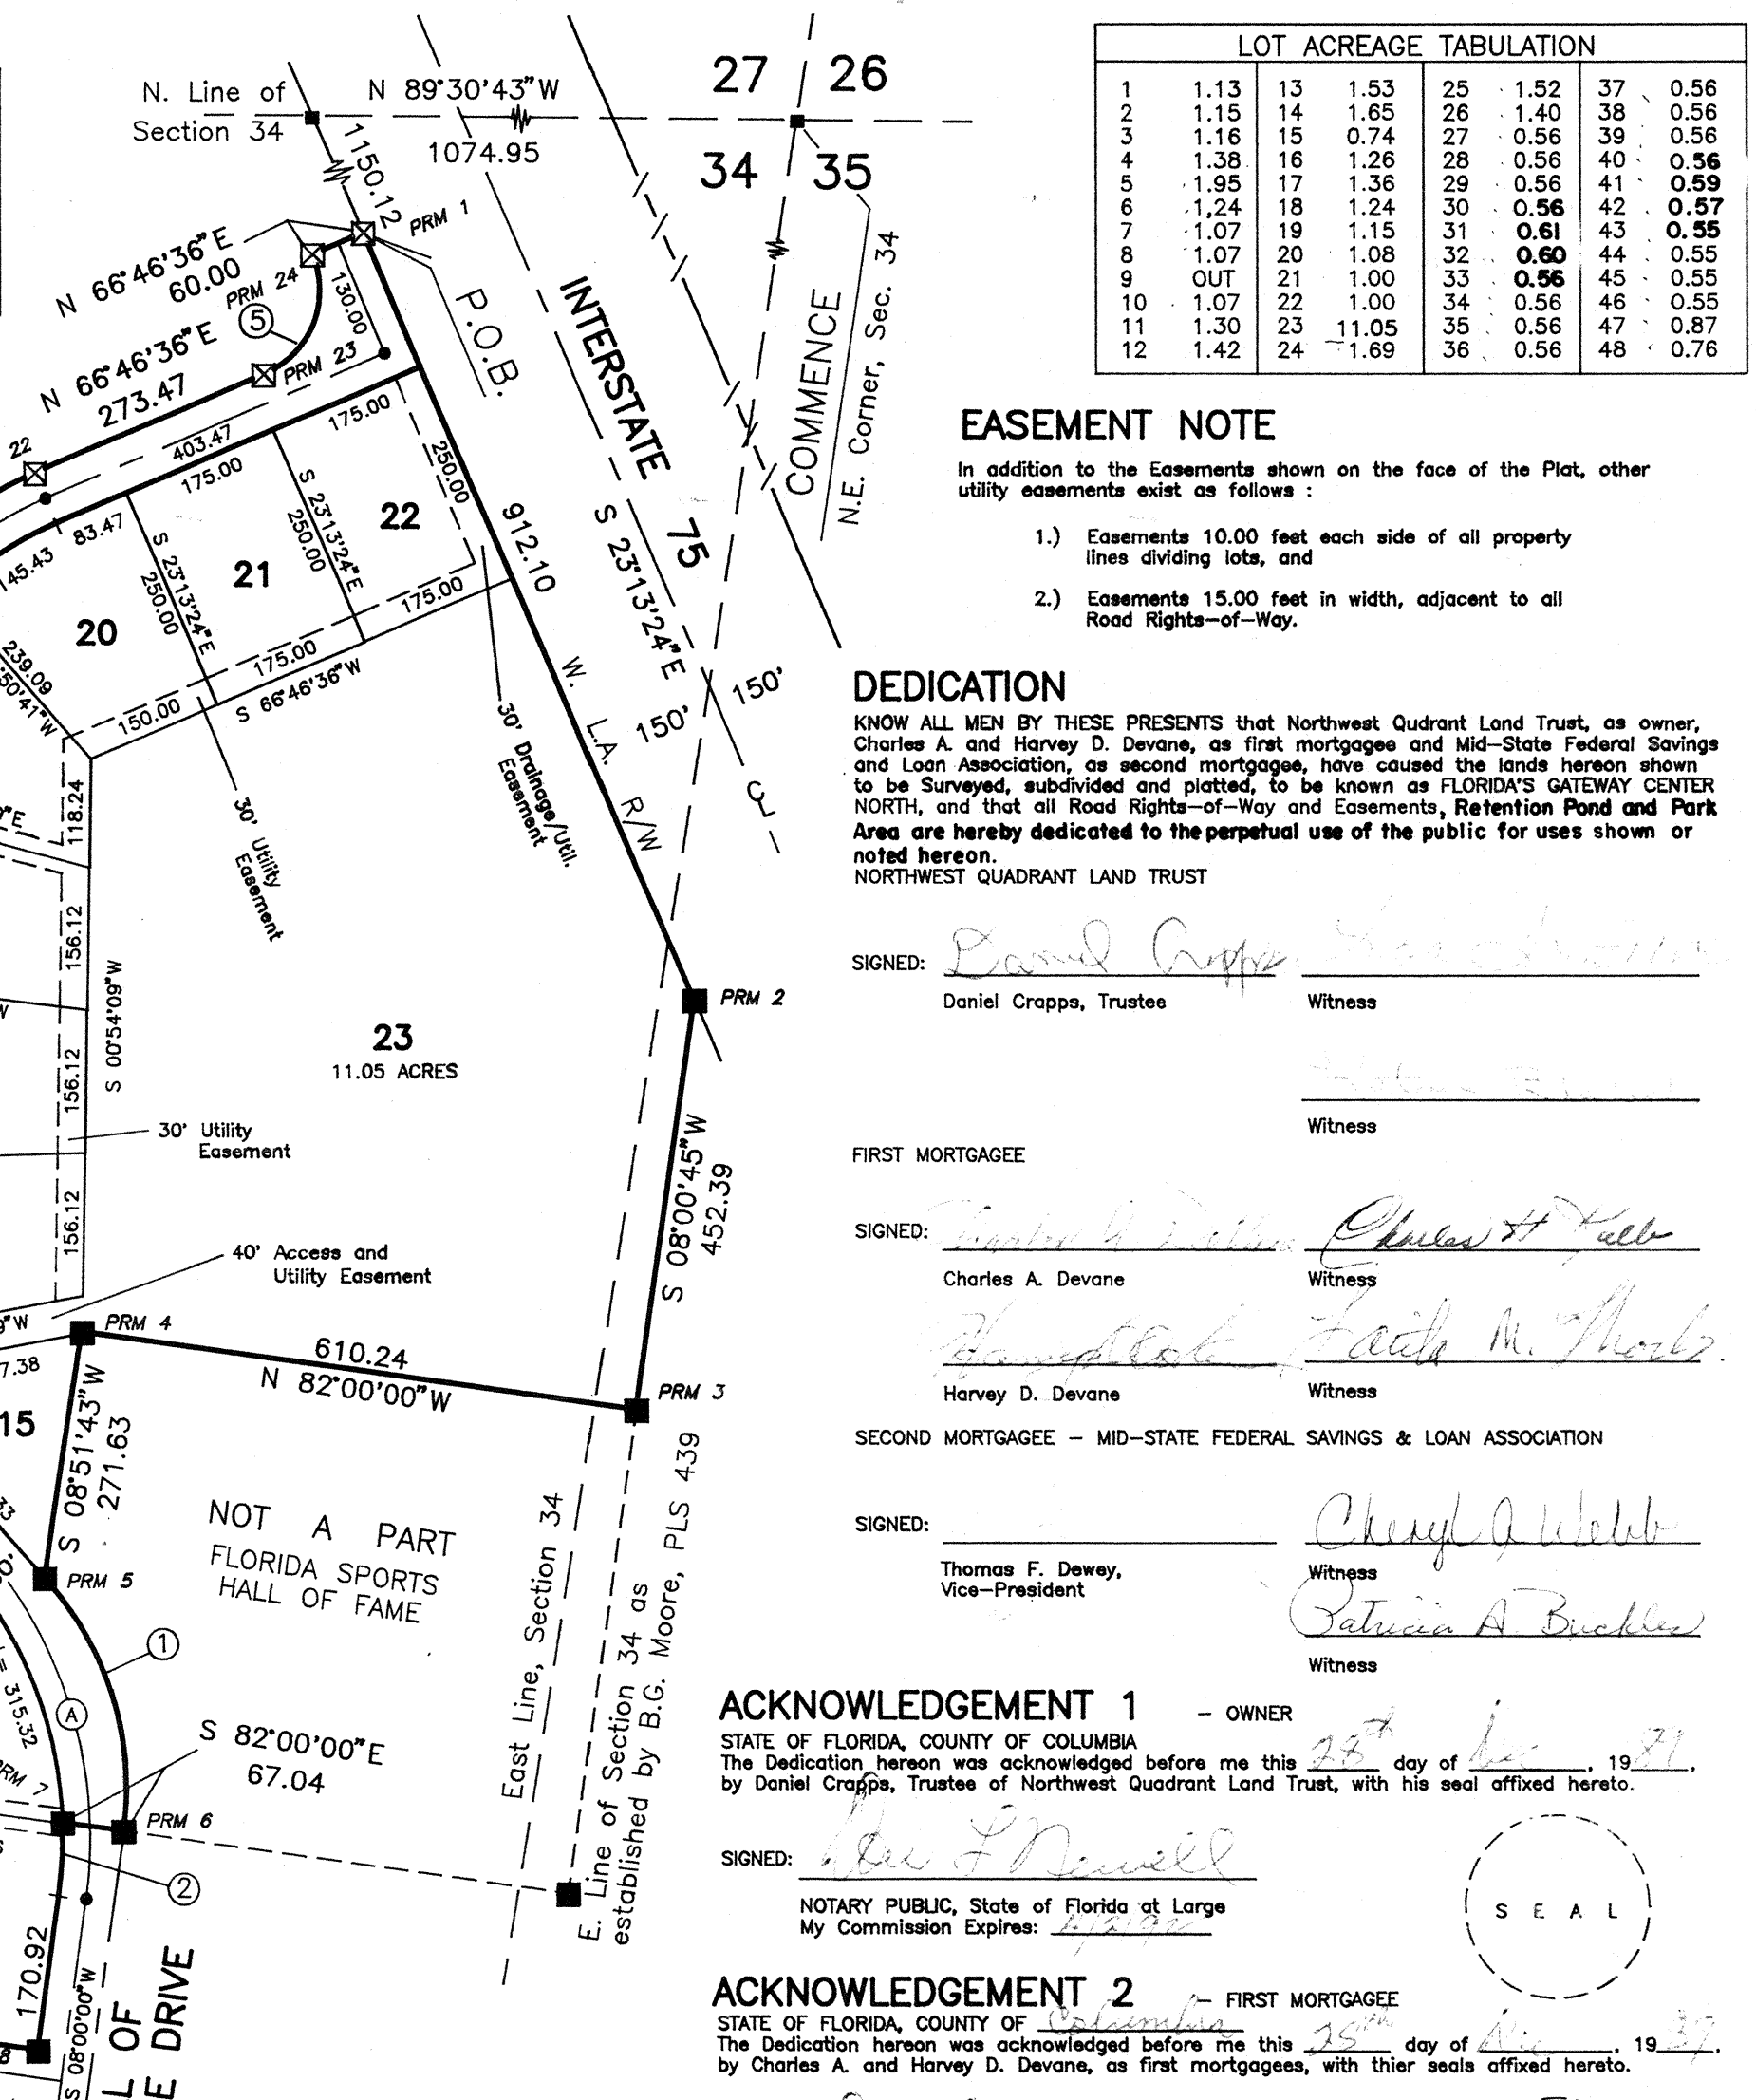 N. Line of
Section 34
N 89°30'43" W
1074.95
27
26
34
35
1150.12
PRM 1
N 66°46'36" E
60.00
PRM 24
5
130.00
N 66°46'36" E
273.47
PRM 23
22
P.O.B.
INTERSTATE 75
COMMENCE
N.E. Corner, Sec. 34
403.47
175.00
175.00
83.47
45.43
S 23°13'24" E
250.00
S 23°13'24" E
250.00
250.00
22
21
20
912.10
S 23°13'24" E
175.00
175.00
150.00
S 66°46'36" W
239.09
50'41" W
W. L.A. R/W
150'
150'
30' Drainage/Util.
Easement
30' Utility
Easement
118.24
156.12
156.12
156.12
S 00°54'09" W
23
11.05 ACRES
PRM 2
30' Utility
Easement
S 08°00'45" W
452.39
40' Access and
Utility Easement
PRM 4
610.24
N 82°00'00" W
PRM 3
7.38
15
S 08°51'43" W
271.63
NOT A PART
FLORIDA SPORTS
HALL OF FAME
PRM 5
1
A
315.32
S 82°00'00" E
67.04
PRM 7
PRM 6
2
170.92
S 08°00'00" W
East Line, Section 34
E. Line of Section 34 as
established by B.G. Moore, PLS 439
OF
DRIVE
LOT ACREAGE TABULATION
1 1.13 13 1.53 25 1.52 37 0.56
2 1.15 14 1.65 26 1.40 38 0.56
3 1.16 15 0.74 27 0.56 39 0.56
4 1.38 16 1.26 28 0.56 40 0.56
5 1.95 17 1.36 29 0.56 41 0.59
6 1,24 18 1.24 30 0.56 42 0.57
7 1.07 19 1.15 31 0.61 43 0.55
8 1.07 20 1.08 32 0.60 44 0.55
9 OUT 21 1.00 33 0.56 45 0.55
10 1.07 22 1.00 34 0.56 46 0.55
11 1.30 23 11.05 35 0.56 47 0.87
12 1.42 24 1.69 36 0.56 48 0.76
EASEMENT NOTE
In addition to the Easements shown on the face of the Plat, other
utility easements exist as follows :
1.) Easements 10.00 feet each side of all property
lines dividing lots, and
2.) Easements 15.00 feet in width, adjacent to all
Road Rights-of-Way.
DEDICATION
KNOW ALL MEN BY THESE PRESENTS that Northwest Qudrant Land Trust, as owner,
Charles A. and Harvey D. Devane, as first mortgagee and Mid-State Federal Savings
and Loan Association, as second mortgagee, have caused the lands hereon shown
to be Surveyed, subdivided and platted, to be known as FLORIDA'S GATEWAY CENTER
NORTH, and that all Road Rights-of-Way and Easements, Retention Pond and Park
Area are hereby dedicated to the perpetual use of the public for uses shown or
noted hereon.
NORTHWEST QUADRANT LAND TRUST
SIGNED: Daniel Crapps
Daniel Crapps, Trustee
Witness
Witness
FIRST MORTGAGEE
SIGNED: Charles H
Charles A. Devane
Witness
M.
Harvey D. Devane
Witness
SECOND MORTGAGEE - MID-STATE FEDERAL SAVINGS & LOAN ASSOCIATION
SIGNED: Cheryl A Webb
Thomas F. Dewey,
Vice-President
Witness
Patricia A. Buckles
Witness
ACKNOWLEDGEMENT 1 - OWNER
STATE OF FLORIDA, COUNTY OF COLUMBIA
The Dedication hereon was acknowledged before me this 28th day of , 19 ,
by Daniel Crapps, Trustee of Northwest Quadrant Land Trust, with his seal affixed hereto.
SIGNED:
NOTARY PUBLIC, State of Florida at Large
My Commission Expires:
SEAL
ACKNOWLEDGEMENT 2 - FIRST MORTGAGEE
STATE OF FLORIDA, COUNTY OF Columbia
The Dedication hereon was acknowledged before me this day of , 19 ,
by Charles A. and Harvey D. Devane, as first mortgagees, with thier seals affixed hereto.